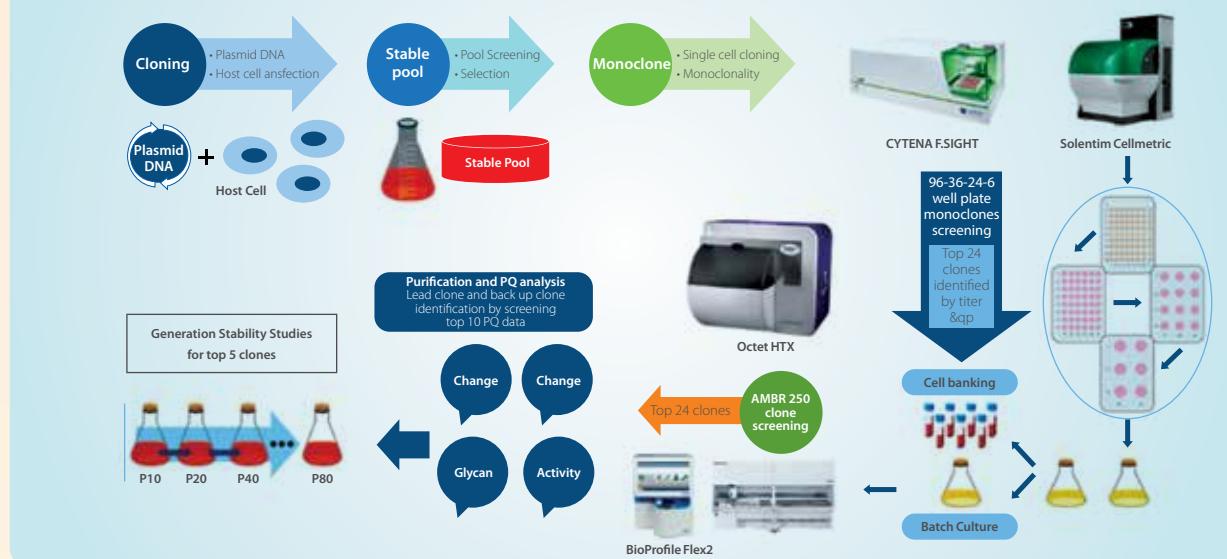 Cloning
• Plasmid DNA
• Host cell ansfection
Stable
pool
• Pool Screening
• Selection
Monoclone
• Single cell cloning
• Monoclonality
CYTENA F.SIGHT
Solentim Cellmetric
Plasmid
DNA
+
Host Cell
Stable Pool
96-36-24-6
well plate
monoclones
screening
Top 24
clones
identified
by titer
&qp
Octet HTX
Purification and PQ analysis
Lead clone and back up clone
identification by screening
top 10 PQ data
Generation Stability Studies
for top 5 clones
Change
Change
Glycan
Activity
Top 24 clones
AMBR 250
clone
screening
Cell banking
P10
P20
P40
P80
Batch Culture
BioProfile Flex2